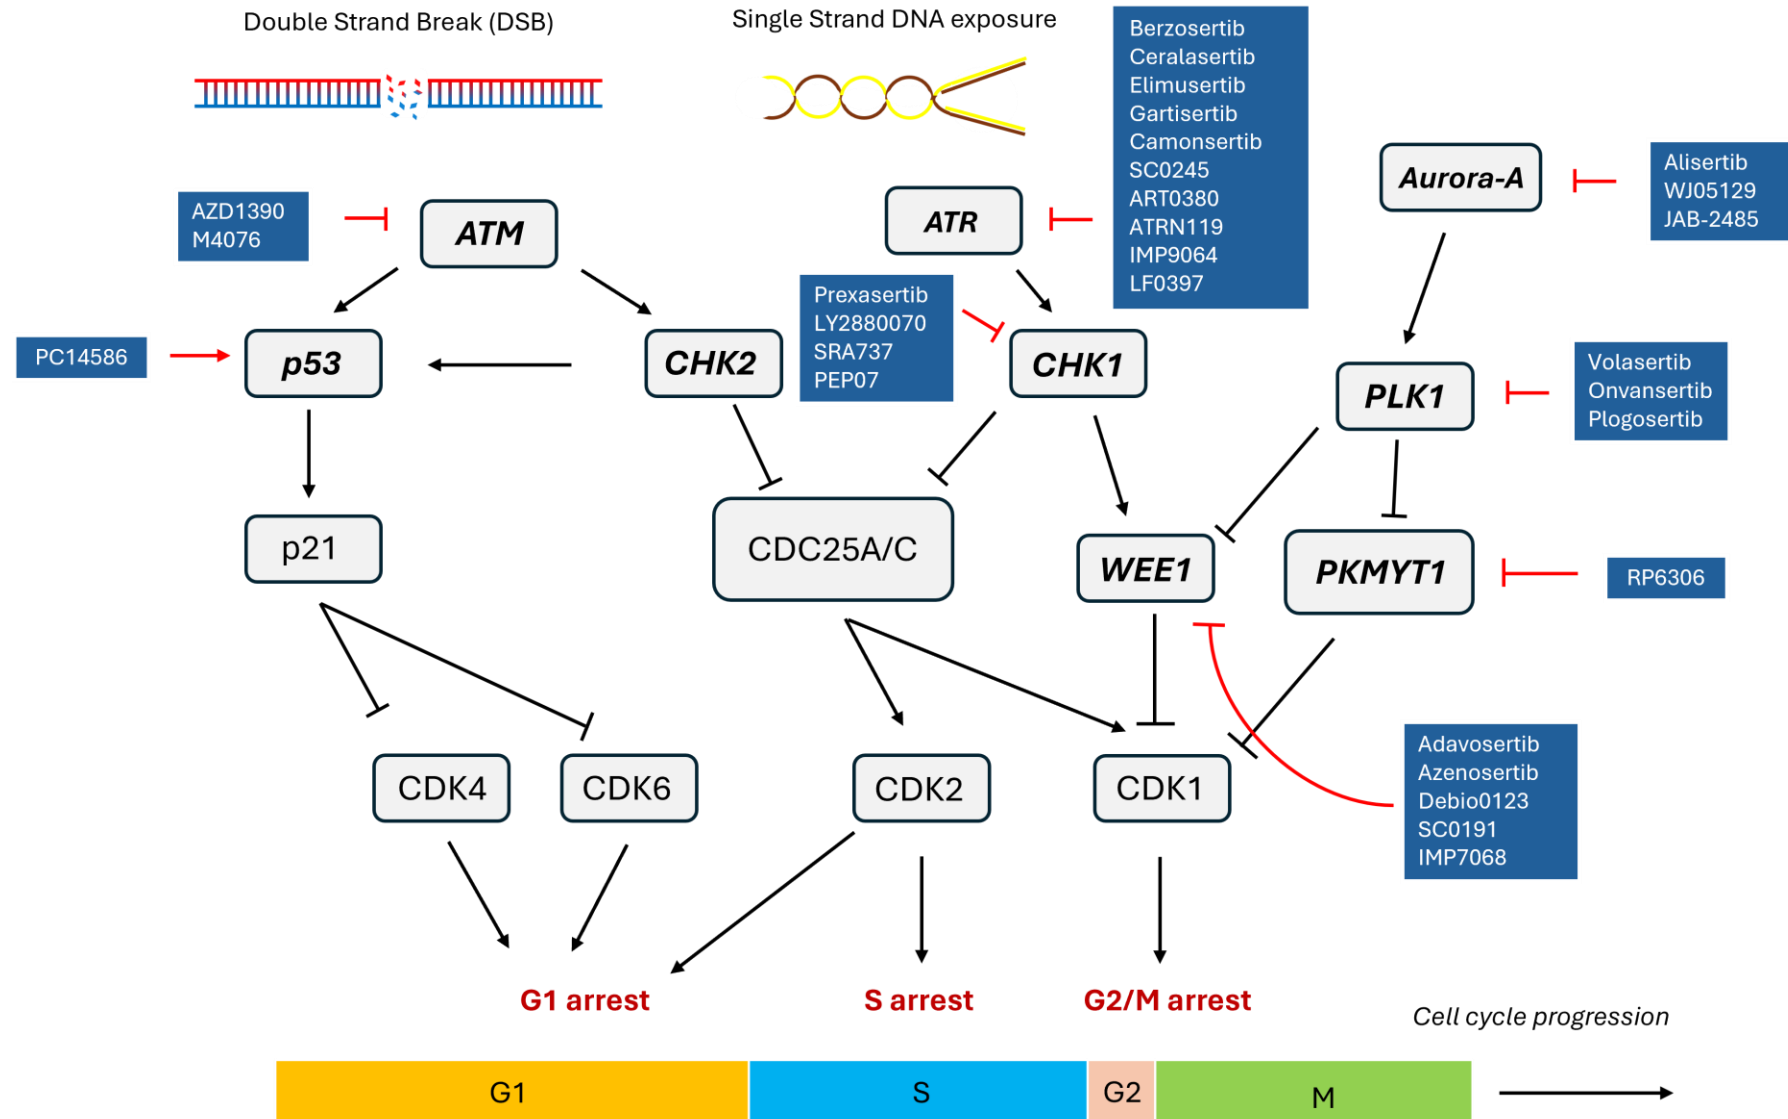 Double Strand Break (DSB)
Single Strand DNA exposure
Berzosertib
Ceralasertib
Elimusertib
Gartisertib
Camonsertib
SC0245
ART0380
ATRN119
IMP9064
LF0397
Aurora-A
Alisertib
WJ05129
JAB-2485
AZD1390
M4076
ATM
ATR
Prexasertib
LY2880070
SRA737
PEP07
PC14586
p53
CHK2
CHK1
PLK1
Volasertib
Onvansertib
Plogosertib
p21
CDC25A/C
WEE1
PKMYT1
RP6306
CDK4
CDK6
CDK2
CDK1
Adavosertib
Azenosertib
Debio0123
SC0191
IMP7068
G1 arrest
S arrest
G2/M arrest
Cell cycle progression
G1
S
G2
M